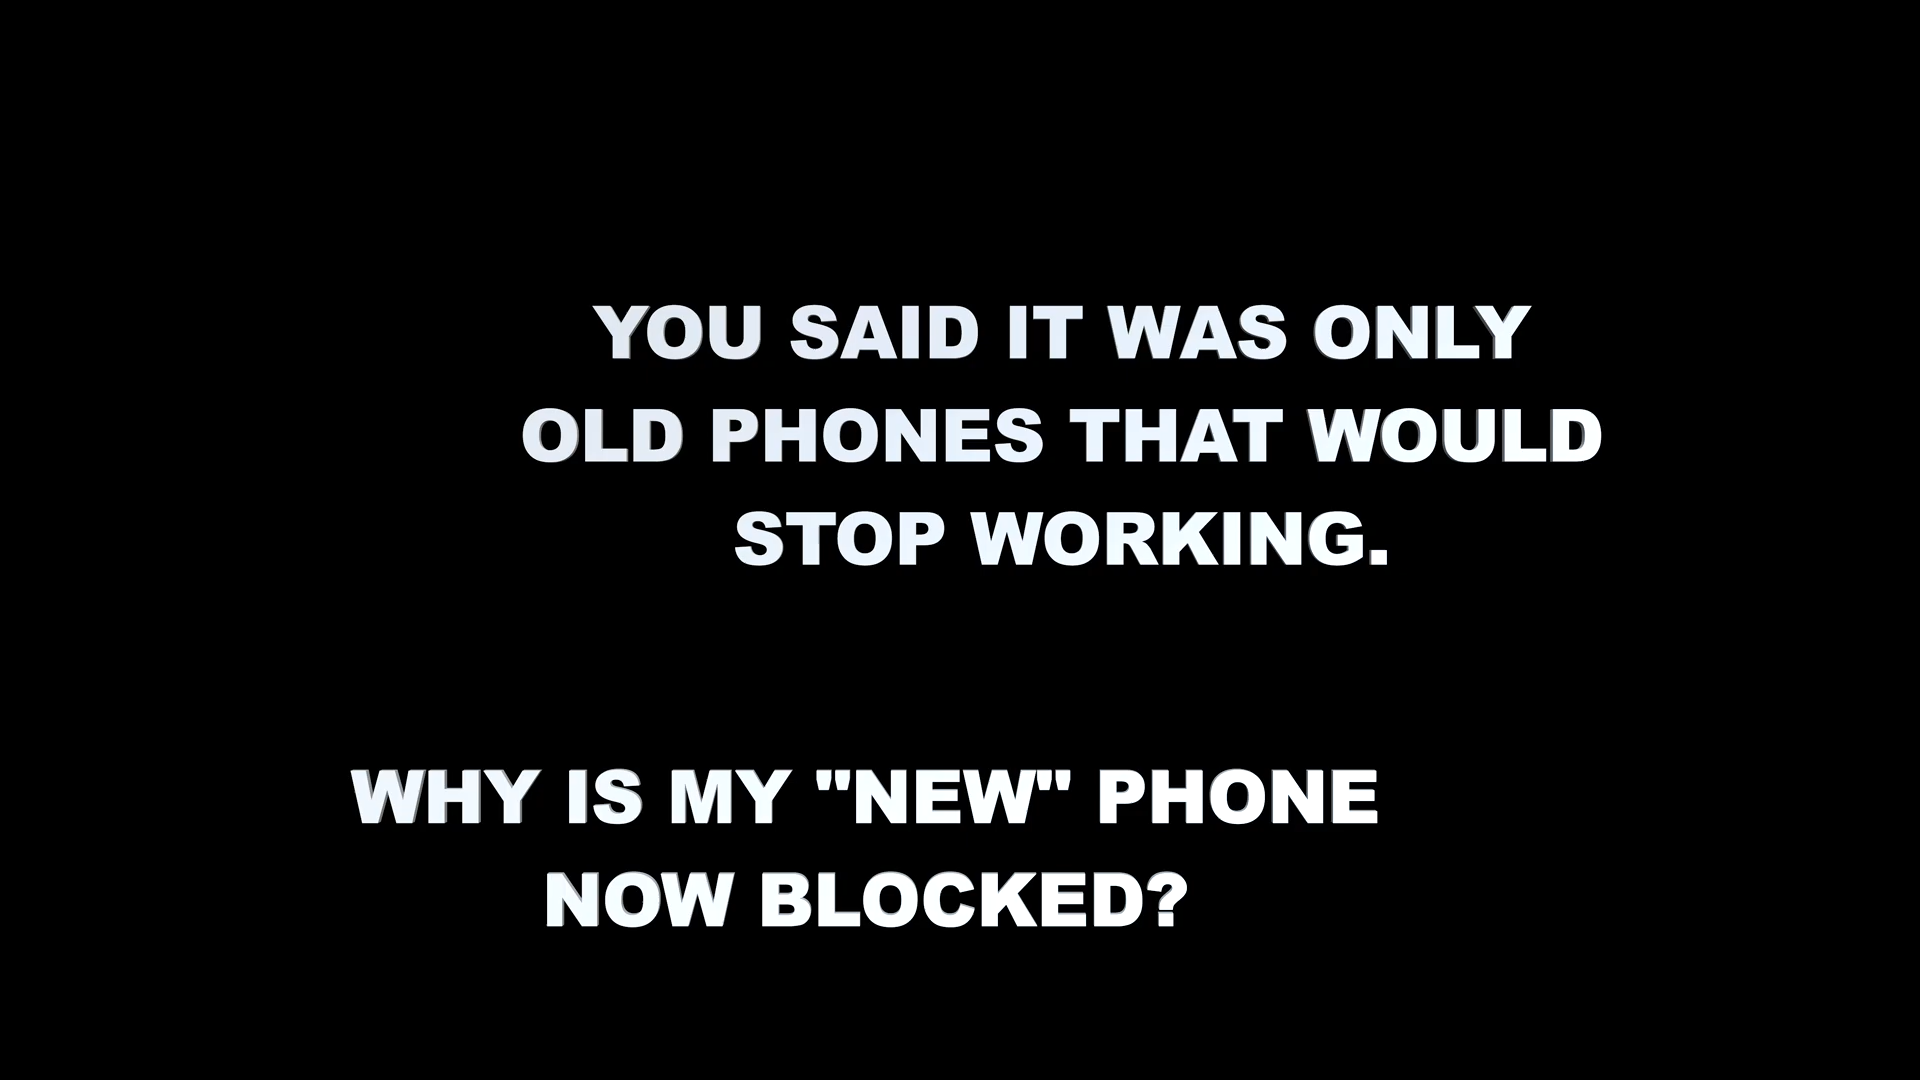 YOU SAID IT WAS ONLY
OLD PHONES THAT WOULD
STOP WORKING.
WHY IS MY "NEW" PHONE
NOW BLOCKED?